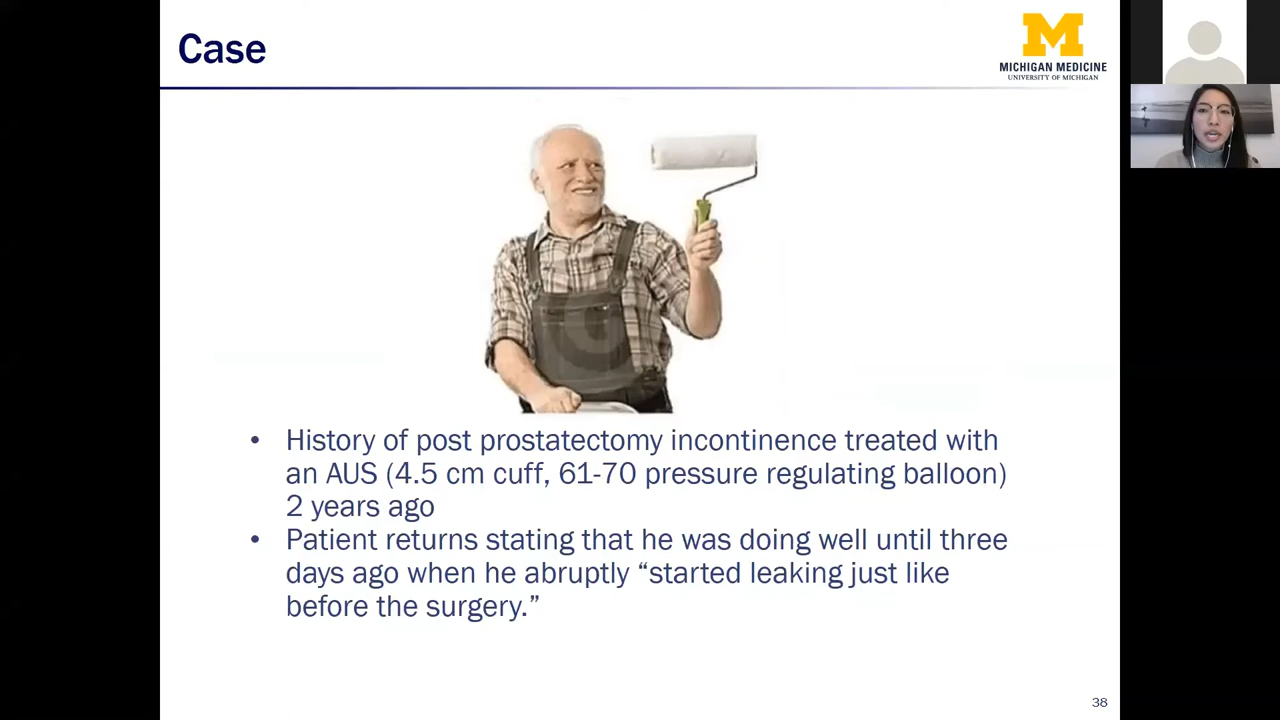 Case
MICHIGAN MEDICINE
UNIVERSITY OF MICHIGAN
• History of post prostatectomy incontinence treated with
an AUS (4.5 cm cuff, 61-70 pressure regulating balloon)
2 years ago
• Patient returns stating that he was doing well until three
days ago when he abruptly “started leaking just like
before the surgery.”
38